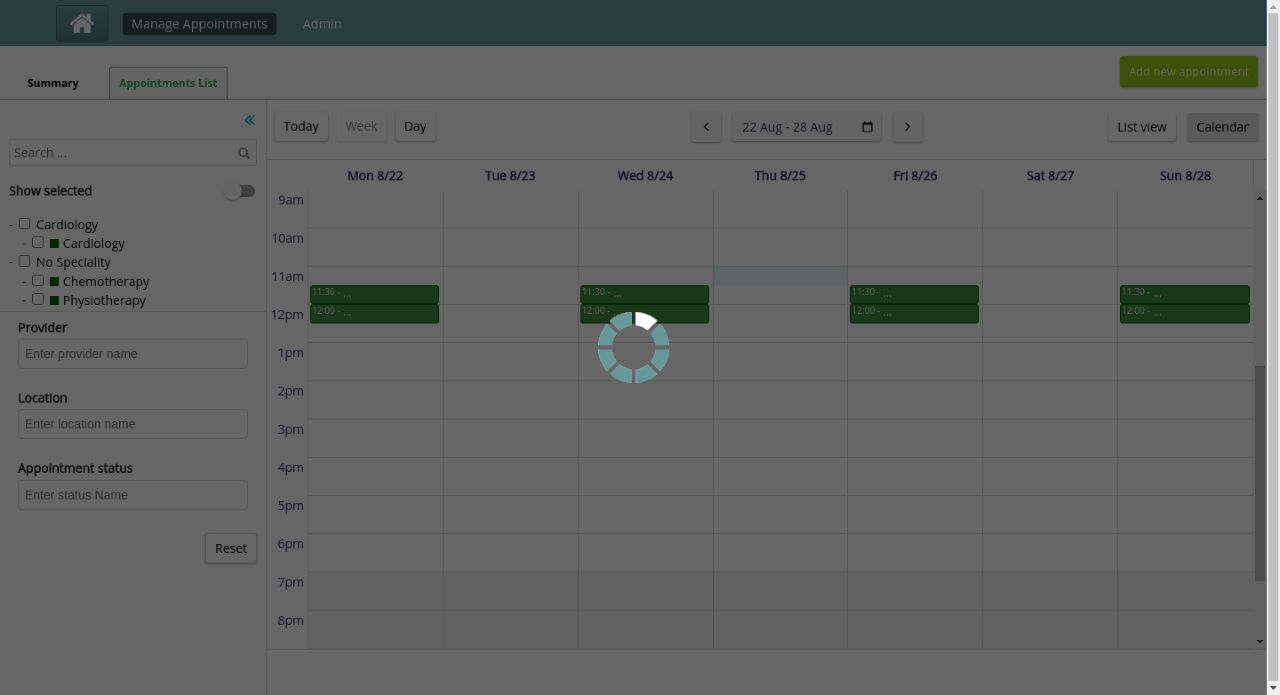 Manage Appointments Admin
Summary Appointments List Add new appointment
Today Week Day 22 Aug - 28 Aug List view Calendar
Search ...
Show selected
- Cardiology
- Cardiology
- No Speciality
- Chemotherapy
- Physiotherapy
Provider
Enter provider name
Location
Enter location name
Appointment status
Enter status Name
Reset
Mon 8/22 Tue 8/23 Wed 8/24 Thu 8/25 Fri 8/26 Sat 8/27 Sun 8/28
9am
10am
11am
11:30 - ... 11:30 - ... 11:30 - ... 11:30 - ...
12:00 - ... 12:00 - 12:00 - ... 12:00 - ...
12pm
1pm
2pm
3pm
4pm
5pm
6pm
7pm
8pm